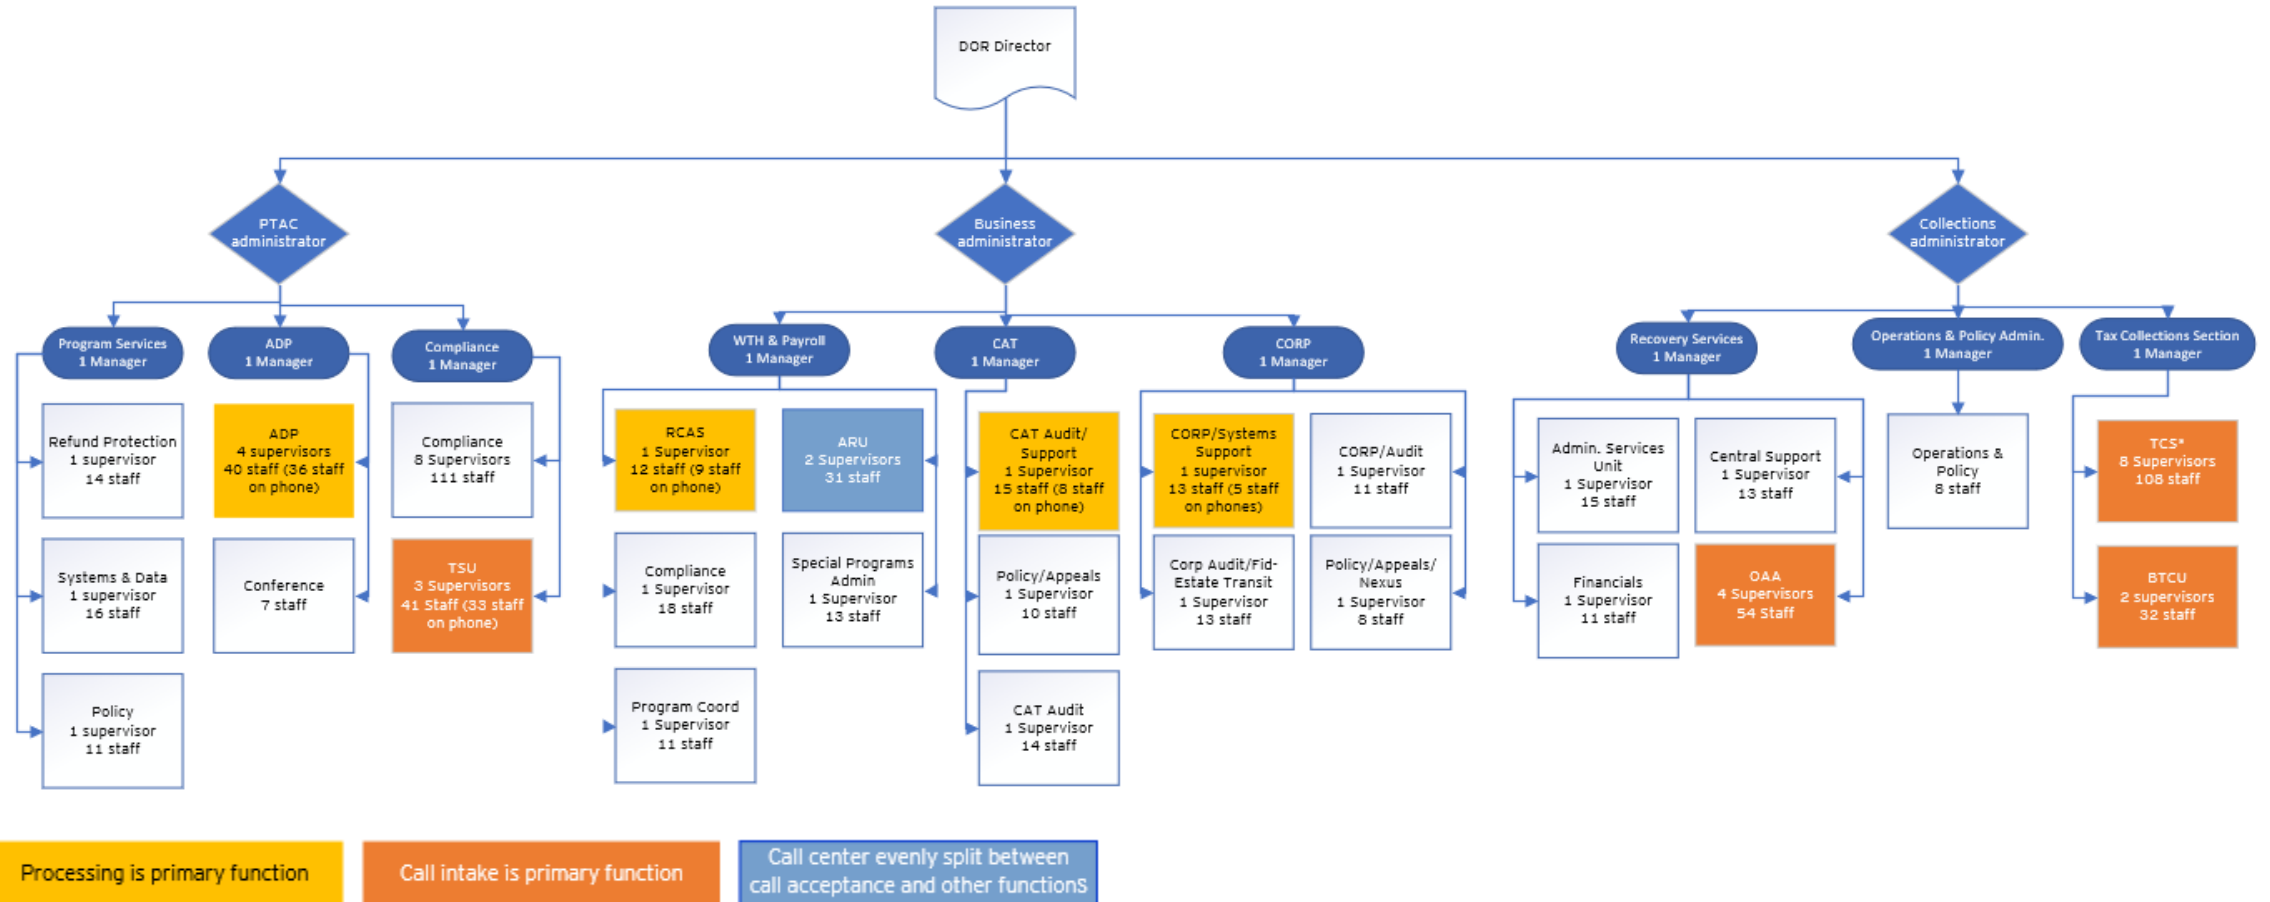 DOR Director
PTAC
administrator
Business
administrator
Collections
administrator
Program Services
1 Manager
ADP
1 Manager
Compliance
1 Manager
WTH & Payroll
1 Manager
CAT
1 Manager
CORP
1 Manager
Recovery Services
1 Manager
Operations & Policy Admin.
1 Manager
Tax Collections Section
1 Manager
Refund Protection
1 supervisor
14 staff
ADP
4 supervisors
40 staff (36 staff
on phone)
Compliance
8 Supervisors
111 staff
RCAS
1 Supervisor
12 staff (9 staff
on phone)
ARU
2 Supervisors
31 staff
CAT Audit/
Support
1 Supervisor
15 staff (8 staff
on phone)
CORP/Systems
Support
1 supervisor
13 staff (5 staff
on phones)
CORP/Audit
1 Supervisor
11 staff
Admin. Services
Unit
1 Supervisor
15 staff
Central Support
1 Supervisor
13 staff
Operations &
Policy
8 staff
TCS*
8 Supervisors
108 staff
Systems & Data
1 supervisor
16 staff
Conference
7 staff
TSU
3 Supervisors
41 Staff (33 staff
on phone)
Compliance
1 Supervisor
18 staff
Special Programs
Admin
1 Supervisor
13 staff
Policy/Appeals
1 Supervisor
10 staff
Corp Audit/Fid-
Estate Transit
1 Supervisor
13 staff
Policy/Appeals/
Nexus
1 Supervisor
8 staff
Financials
1 Supervisor
11 staff
OAA
4 Supervisors
54 Staff
BTCU
2 supervisors
32 staff
Policy
1 supervisor
11 staff
Program Coord
1 Supervisor
11 staff
CAT Audit
1 Supervisor
14 staff
Processing is primary function
Call intake is primary function
Call center evenly split between
call acceptance and other functions